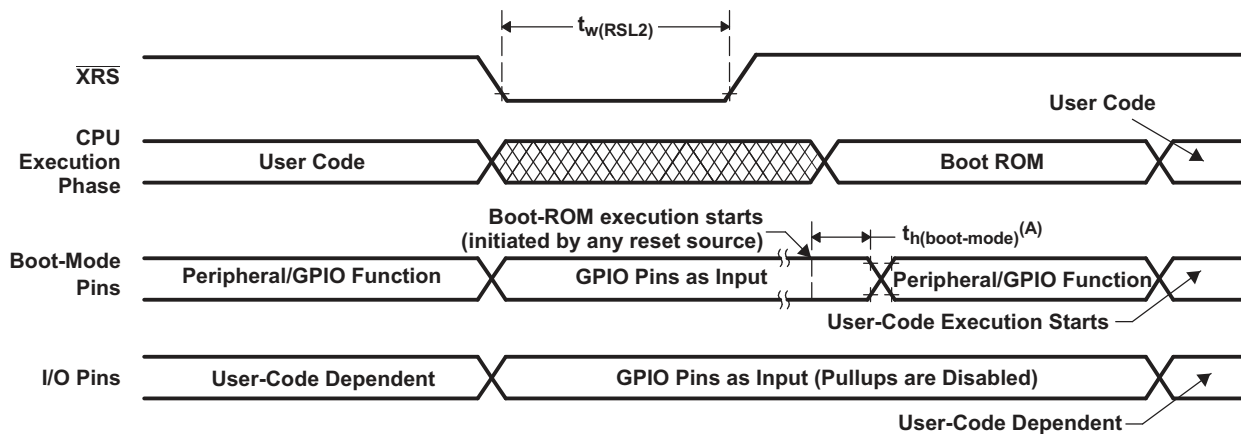 tw(RSL2)
XRS
User Code
CPU
Execution
Phase
User Code
Boot ROM
Boot-ROM execution starts
(initiated by any reset source)
th(boot-mode)(A)
Boot-Mode
Pins
Peripheral/GPIO Function
GPIO Pins as Input
Peripheral/GPIO Function
User-Code Execution Starts
I/O Pins
User-Code Dependent
GPIO Pins as Input (Pullups are Disabled)
User-Code Dependent